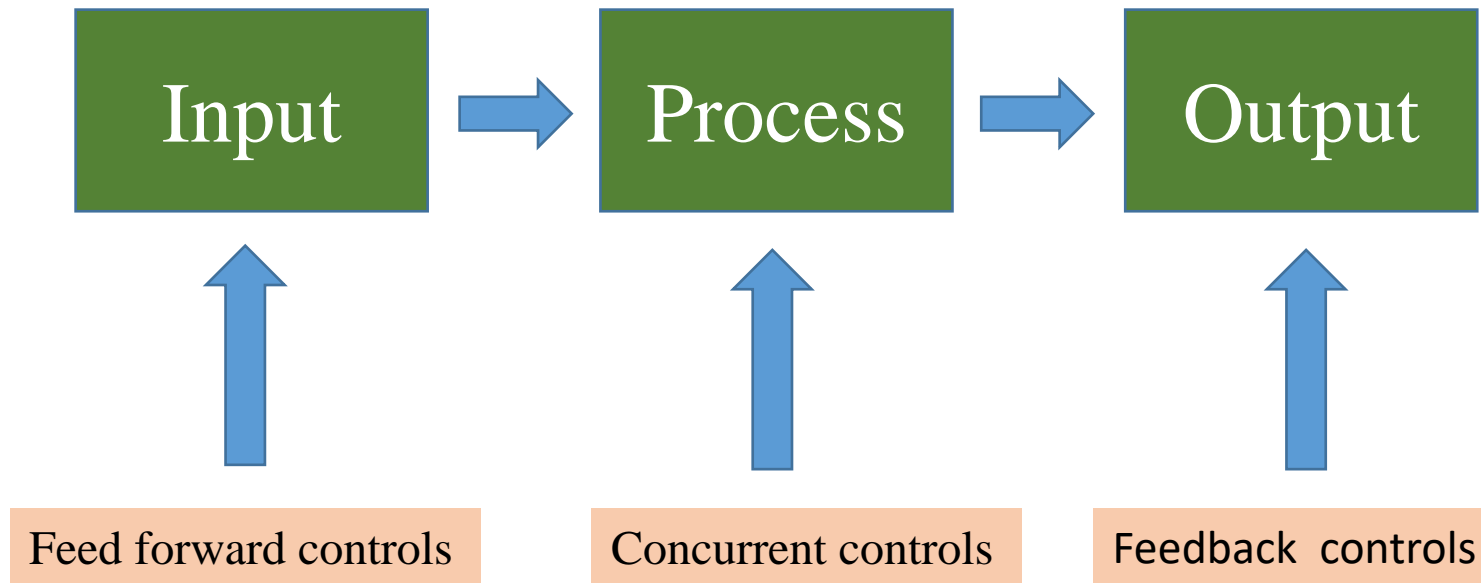 Input
Process
Output
Feed forward controls
Concurrent controls
Feedback controls